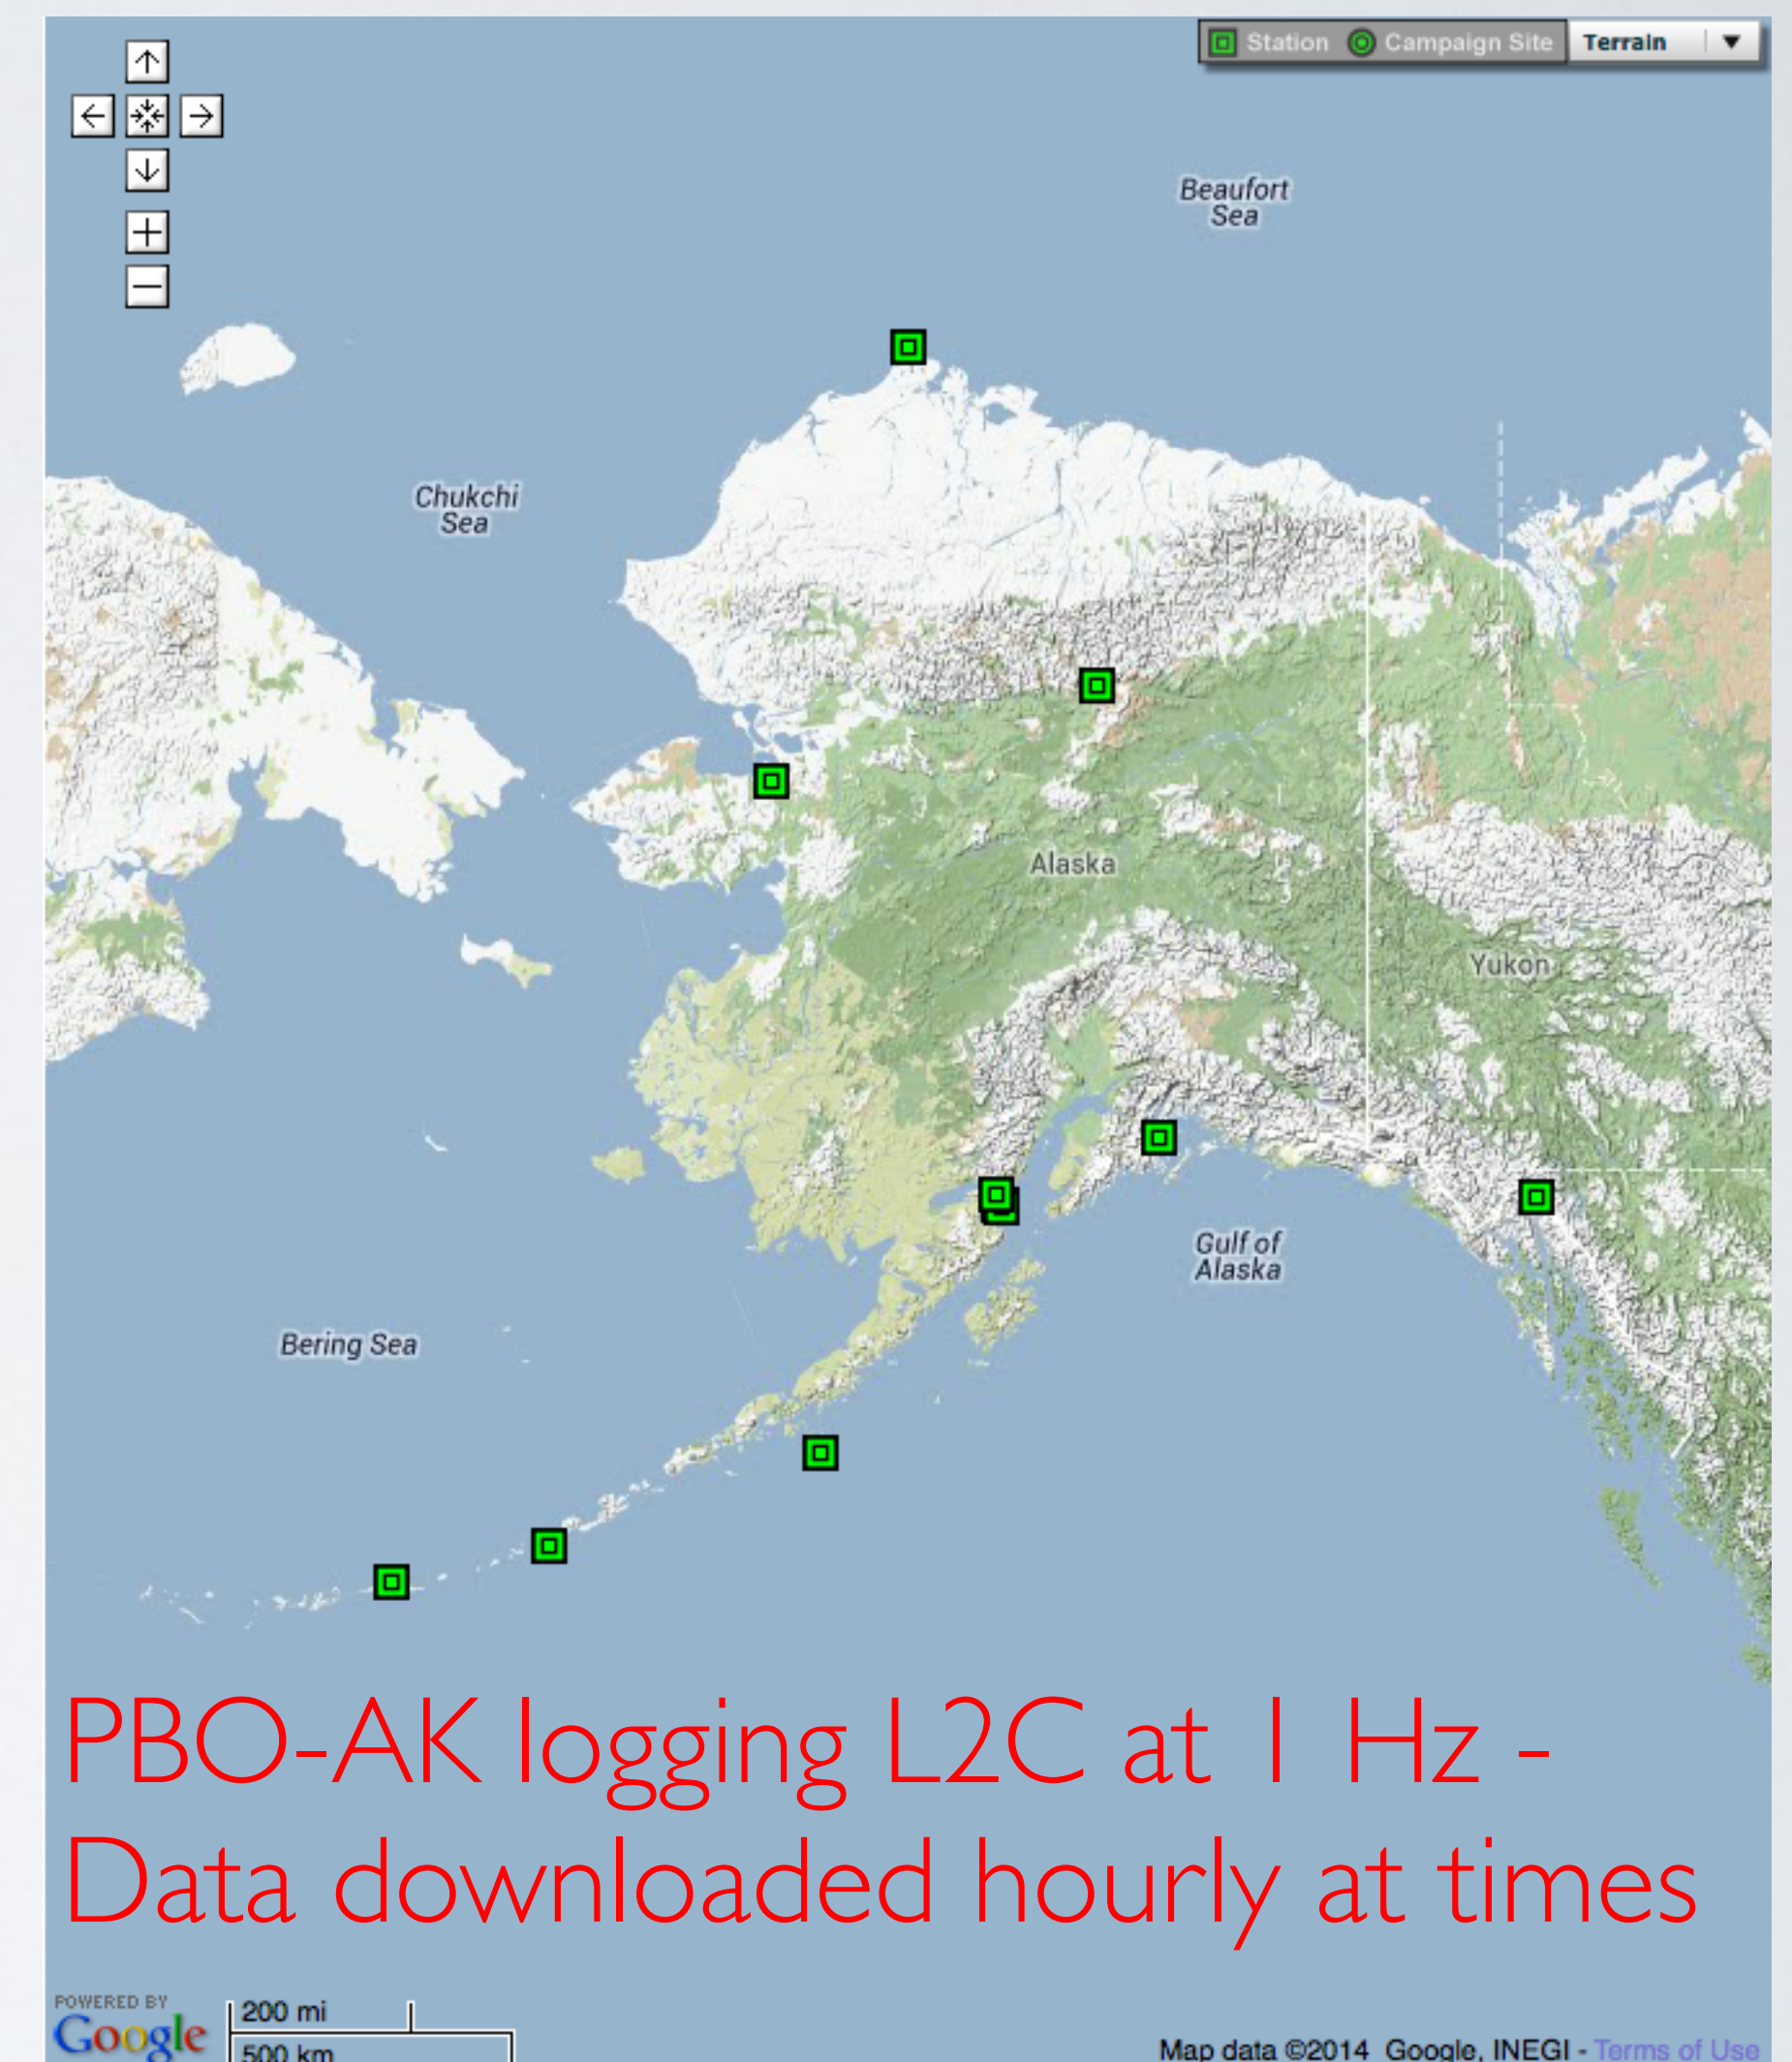 Station Campaign Site Terrain
Beaufort
Sea
Chukchi
Sea
Alaska
Yukon
Gulf of
Alaska
Bering Sea
PBO-AK logging L2C at 1 Hz -
Data downloaded hourly at times
POWERED BY
Google
200 mi
500 km
Map data ©2014 Google, INEGI - Terms of Use